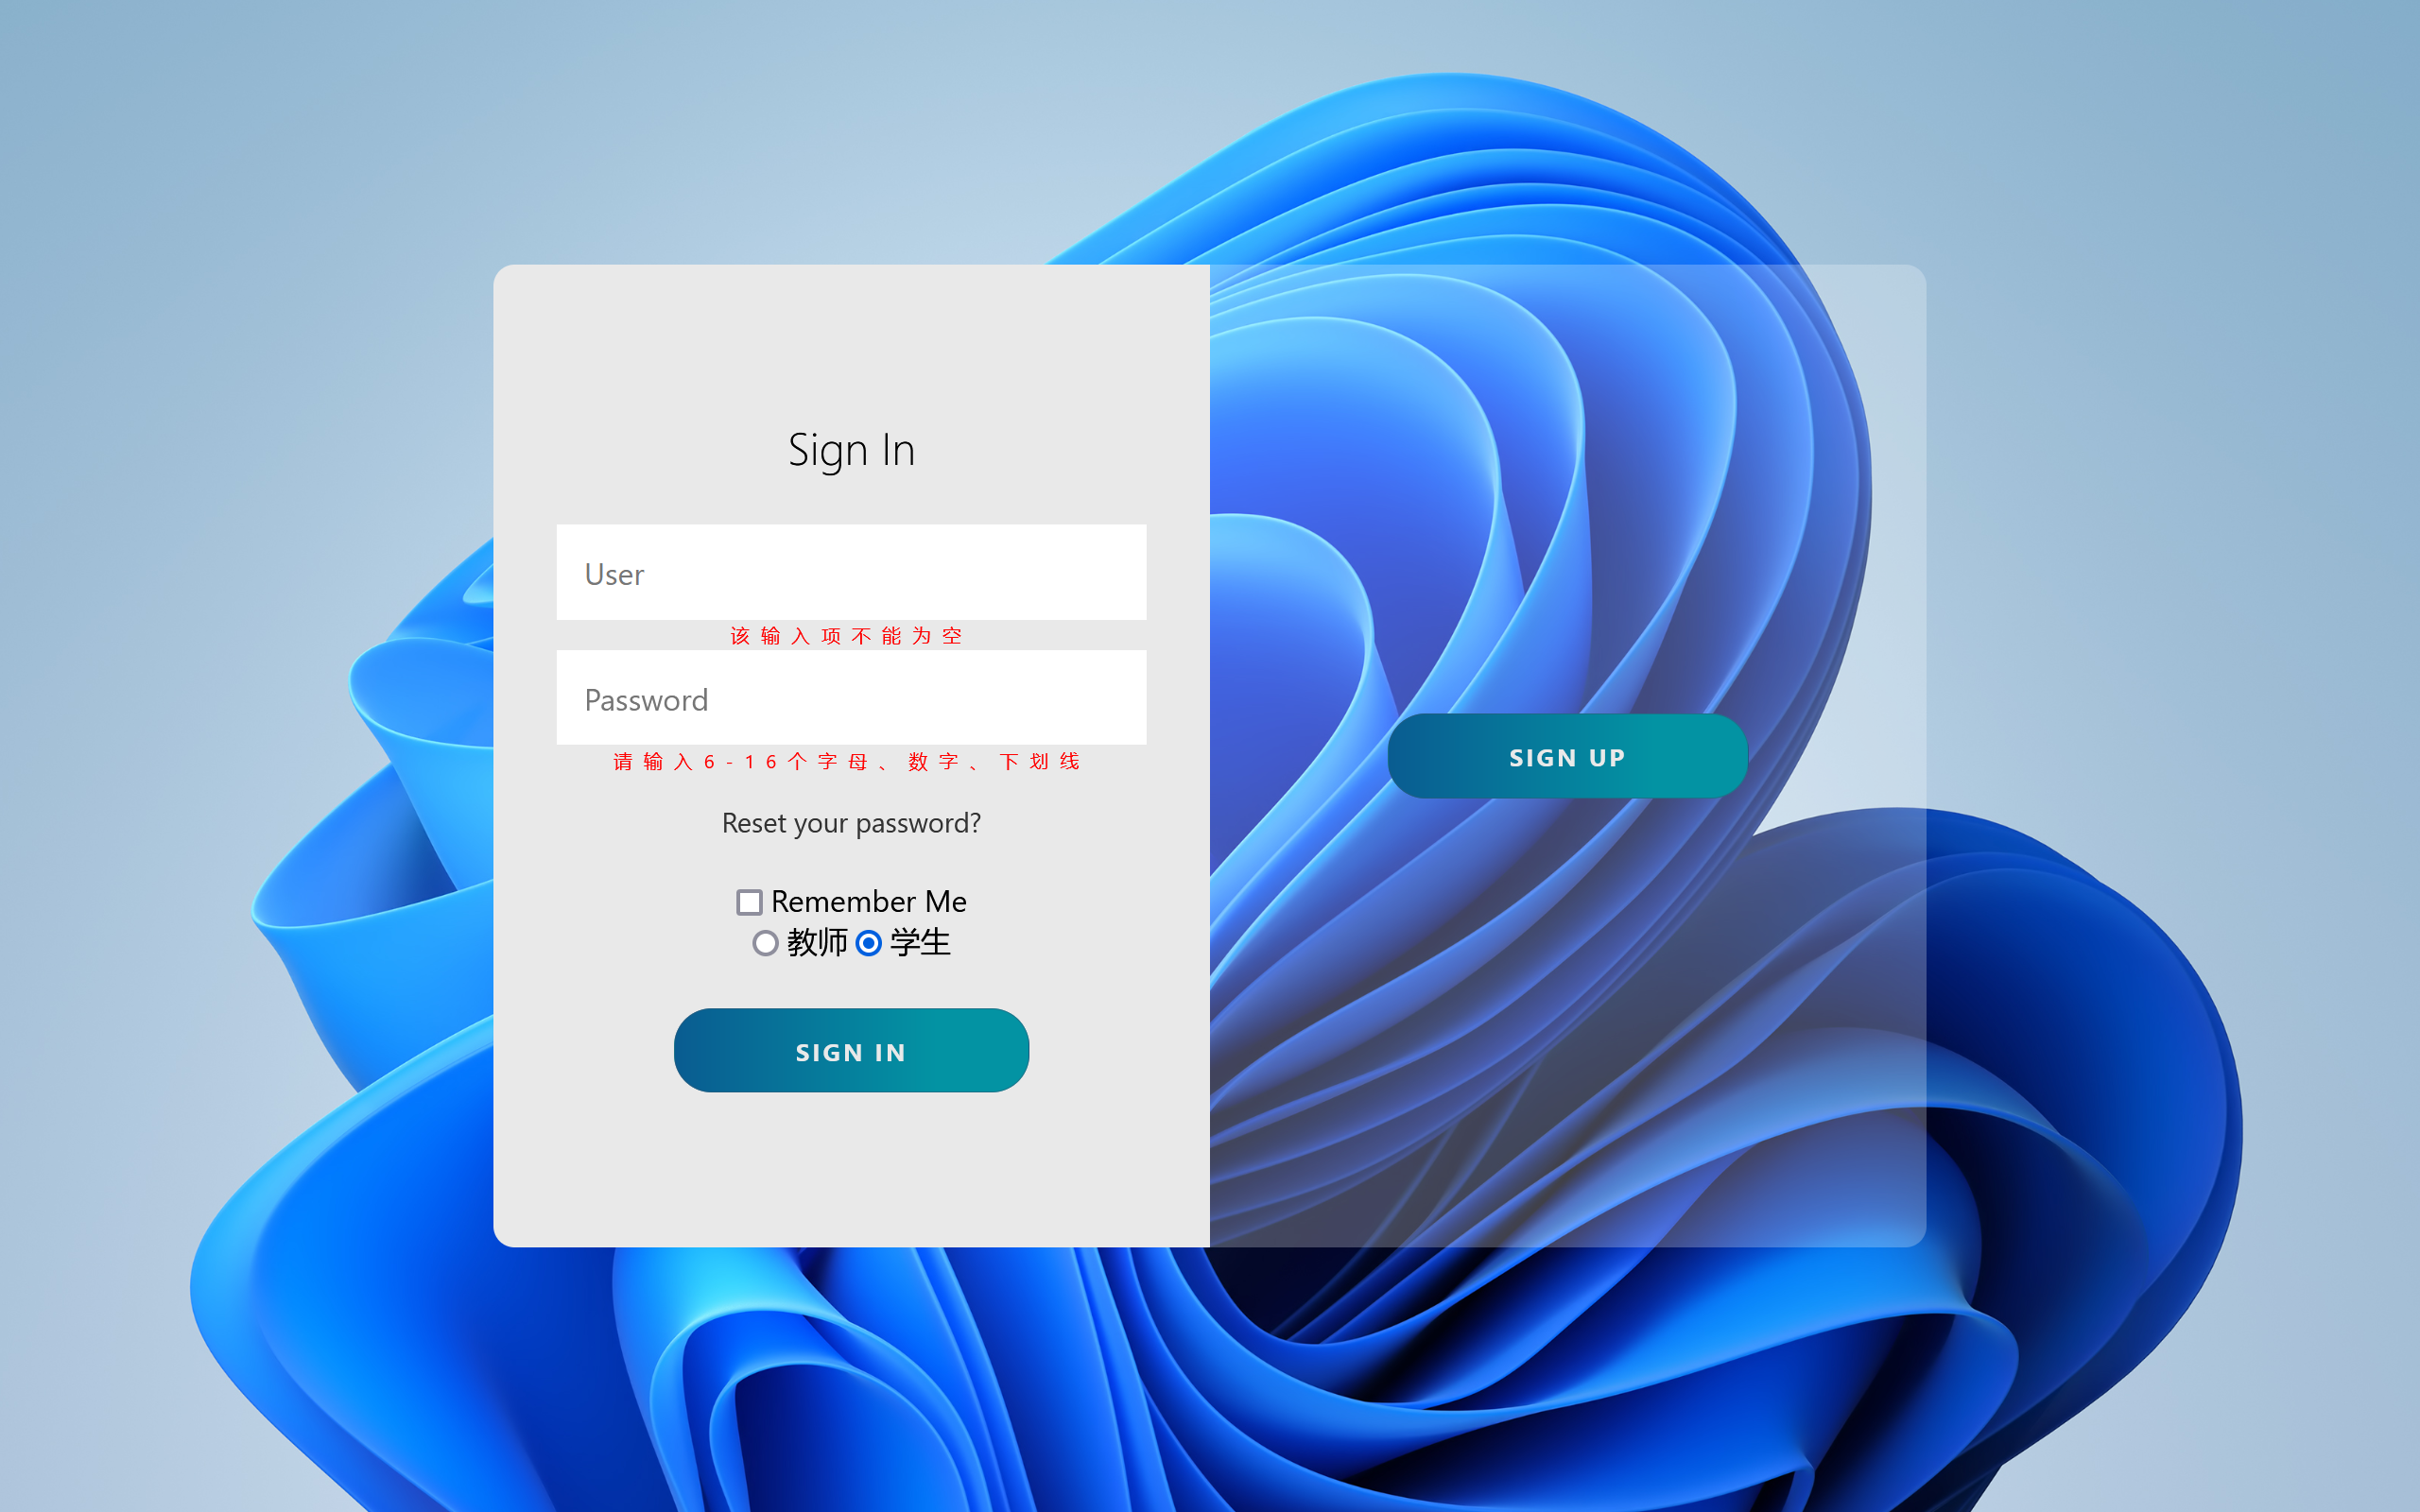 Sign In
User
该输入项不能为空
Password
请输入6-16个字母、数字、下划线
Reset your password?
Remember Me
教师 学生
SIGN IN
SIGN UP